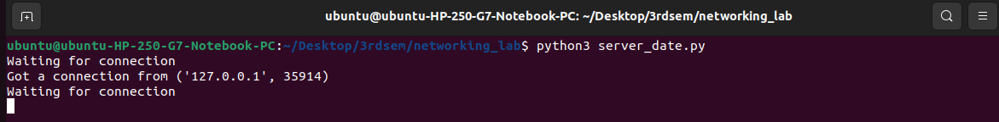 ubuntu@ubuntu-HP-250-G7-Notebook-PC: ~/Desktop/3rdsem/networking_lab
ubuntu@ubuntu-HP-250-G7-Notebook-PC:~/Desktop/3rdsem/networking_lab$ python3 server_date.py
Waiting for connection
Got a connection from ('127.0.0.1', 35914)
Waiting for connection